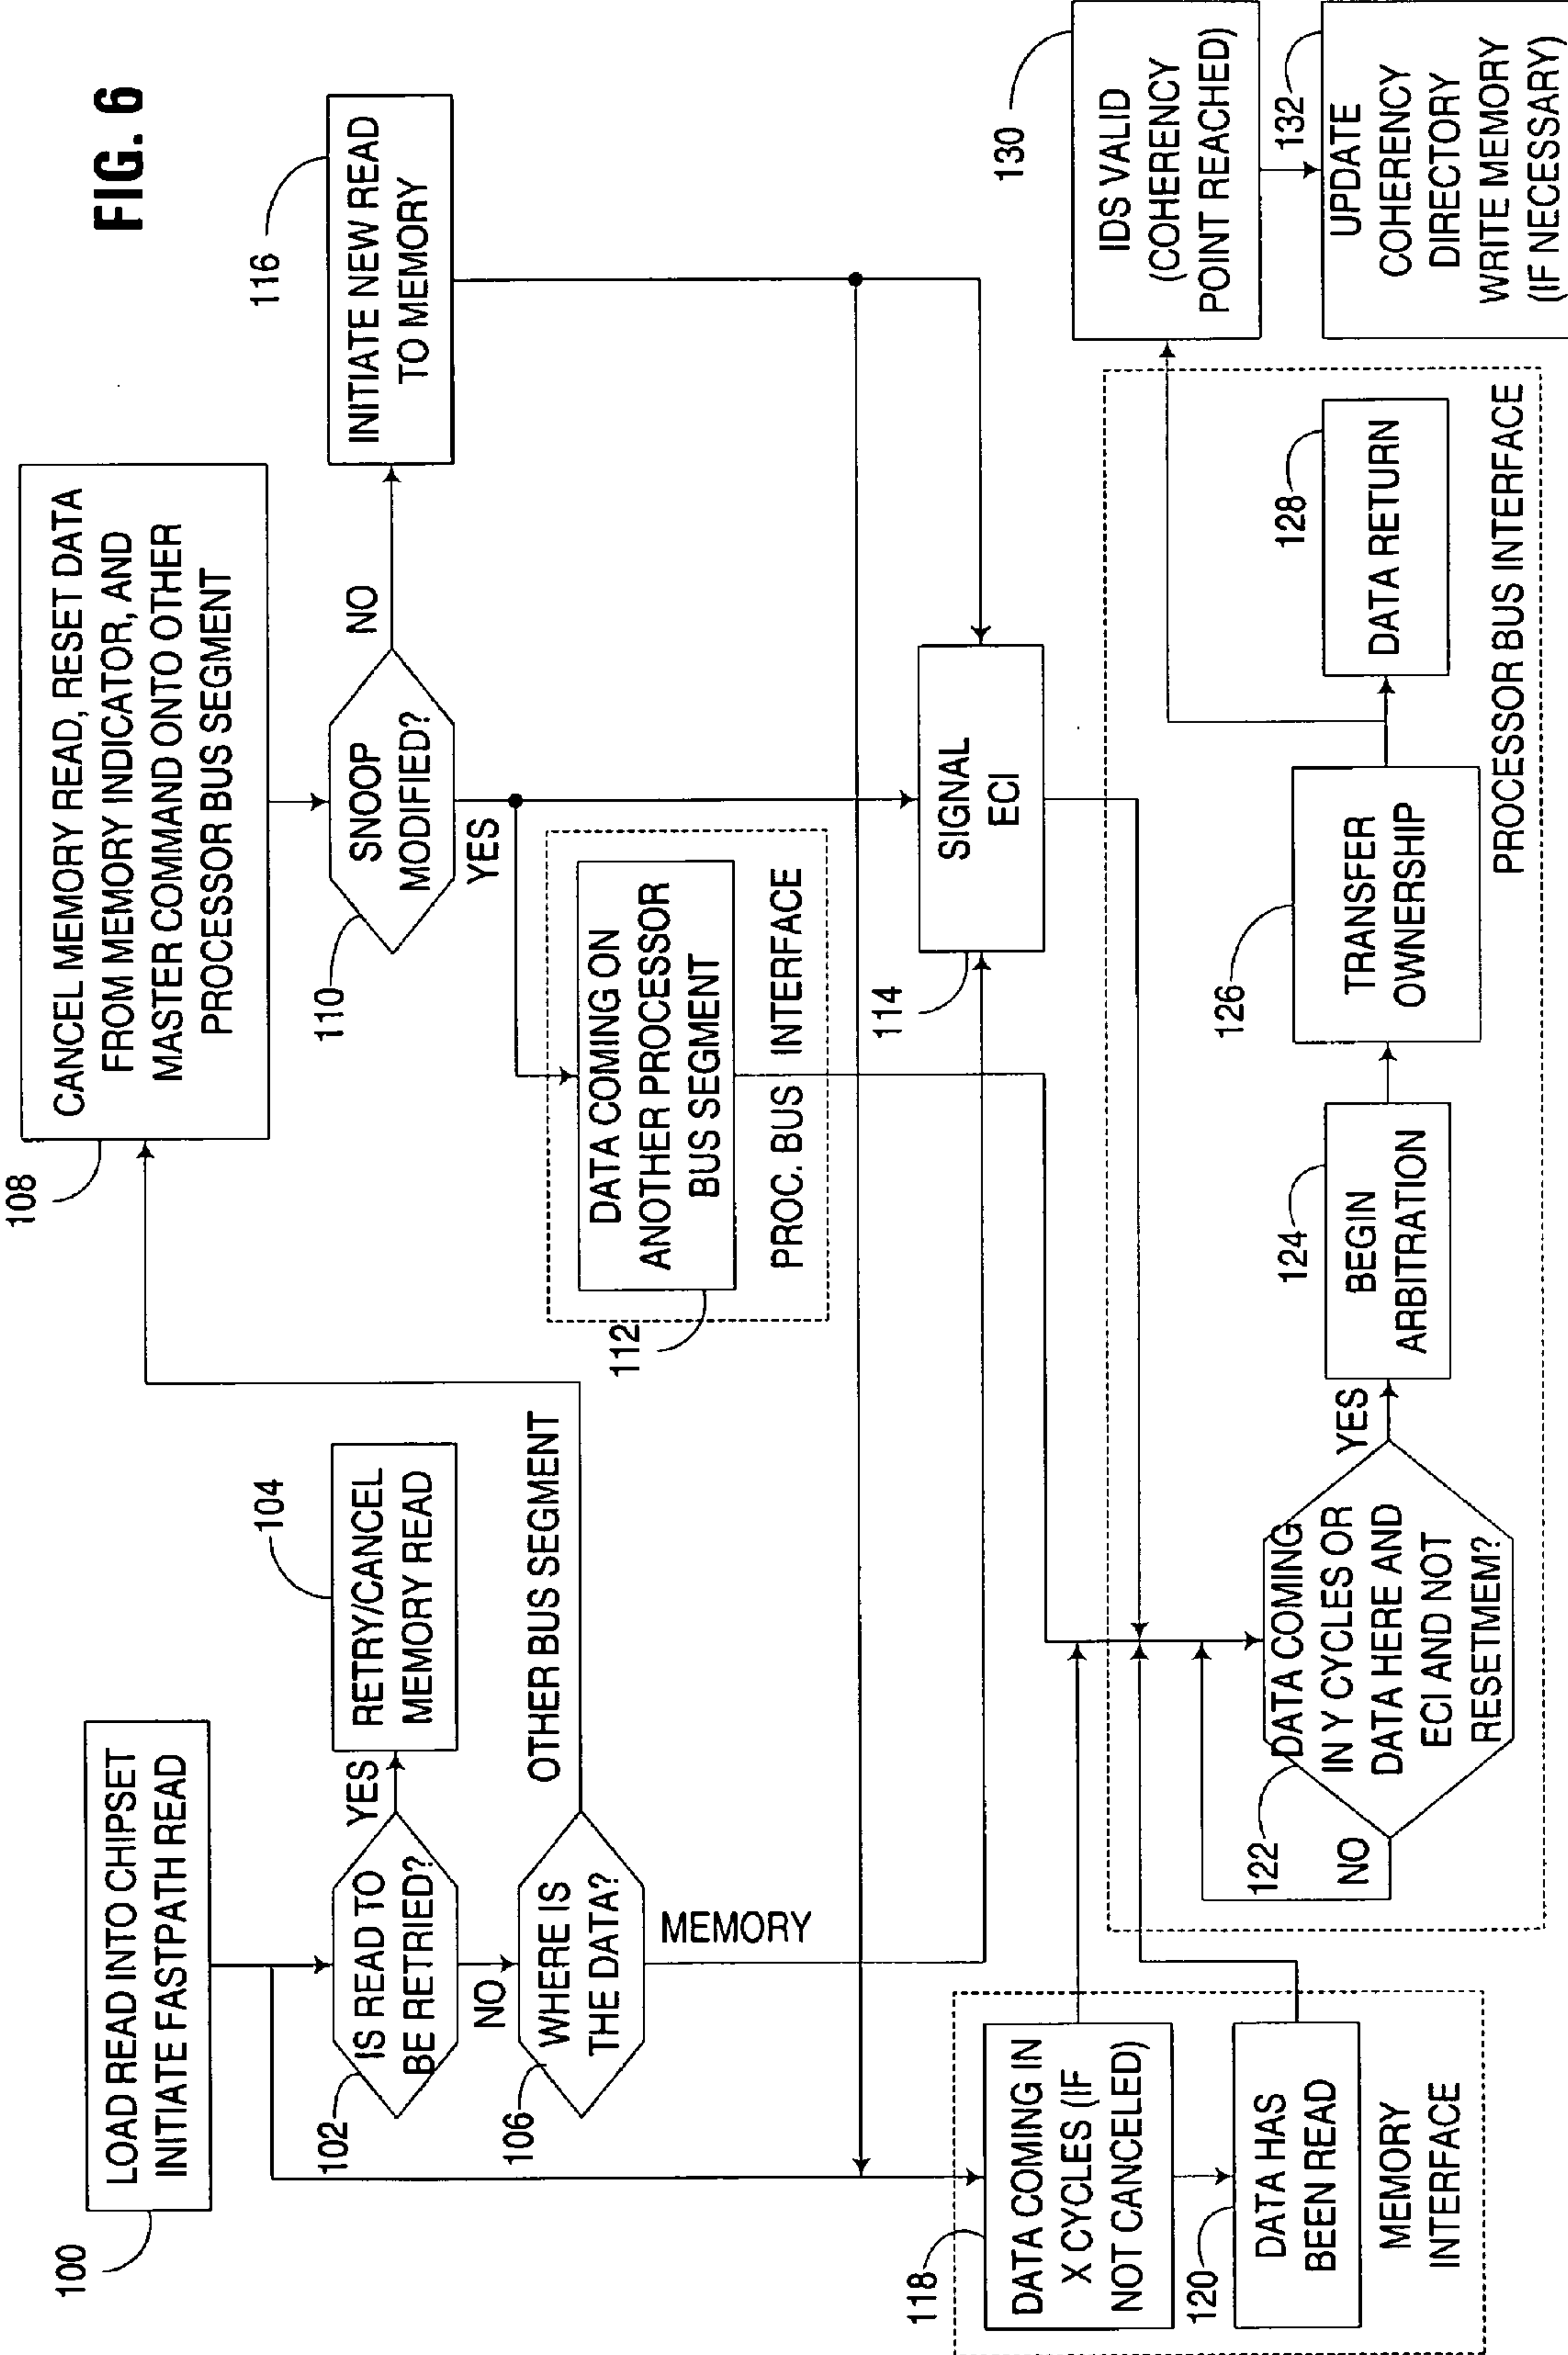 FIG. 6
100
LOAD READ INTO CHIPSET
INITIATE FASTPATH READ
102
IS READ TO
BE RETRIED?
YES
NO
104
RETRY/CANCEL
MEMORY READ
106
WHERE IS
THE DATA?
OTHER BUS SEGMENT
MEMORY
108
CANCEL MEMORY READ, RESET DATA
FROM MEMORY INDICATOR, AND
MASTER COMMAND ONTO OTHER
PROCESSOR BUS SEGMENT
110
SNOOP
MODIFIED?
NO
YES
116
INITIATE NEW READ
TO MEMORY
112
DATA COMING ON
ANOTHER PROCESSOR
BUS SEGMENT
PROC. BUS INTERFACE
114
SIGNAL
ECI
118
DATA COMING IN
X CYCLES (IF
NOT CANCELED)
120
DATA HAS
BEEN READ
MEMORY
INTERFACE
122
DATA COMING
IN Y CYCLES OR
DATA HERE AND
ECI AND NOT
RESETMEM?
NO
YES
124
BEGIN
ARBITRATION
126
TRANSFER
OWNERSHIP
128
DATA RETURN
PROCESSOR BUS INTERFACE
130
IDS VALID
(COHERENCY
POINT REACHED)
132
UPDATE
COHERENCY
DIRECTORY
WRITE MEMORY
(IF NECESSARY)